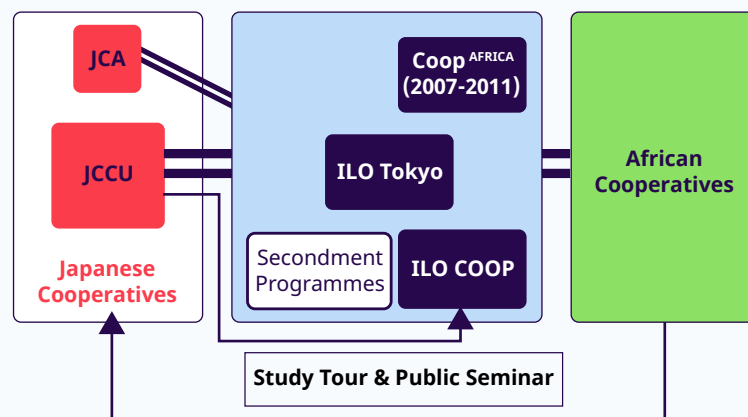 JCA
JCCU
Japanese
Cooperatives
Coop AFRICA
(2007-2011)
ILO Tokyo
Secondment
Programmes
ILO COOP
African
Cooperatives
Study Tour & Public Seminar